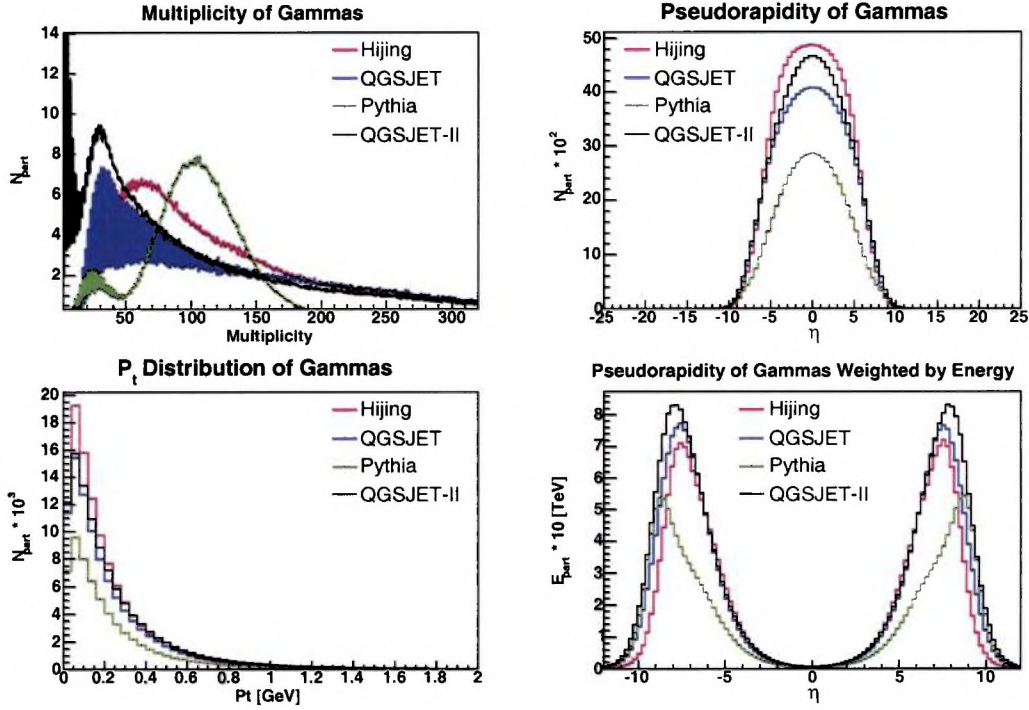 Multiplicity of Gammas
N_part
14
12
10
8
6
4
2
50 100 150 200 250 300
Multiplicity
Hijing
QGSJET
Pythia
QGSJET-II
Pseudorapidity of Gammas
N_part * 10^2
50
40
30
20
10
0
-25 -20 -15 -10 -5 0 5 10 15 20 25
η
Hijing
QGSJET
Pythia
QGSJET-II
P_t Distribution of Gammas
N_part * 10^3
20
18
16
14
12
10
8
6
4
2
0
0 0.2 0.4 0.6 0.8 1 1.2 1.4 1.6 1.8 2
Pt [GeV]
Hijing
QGSJET
Pythia
QGSJET-II
Pseudorapidity of Gammas Weighted by Energy
E_part * 10 [TeV]
8
7
6
5
4
3
2
1
0
-10 -5 0 5 10
η
Hijing
QGSJET
Pythia
QGSJET-II